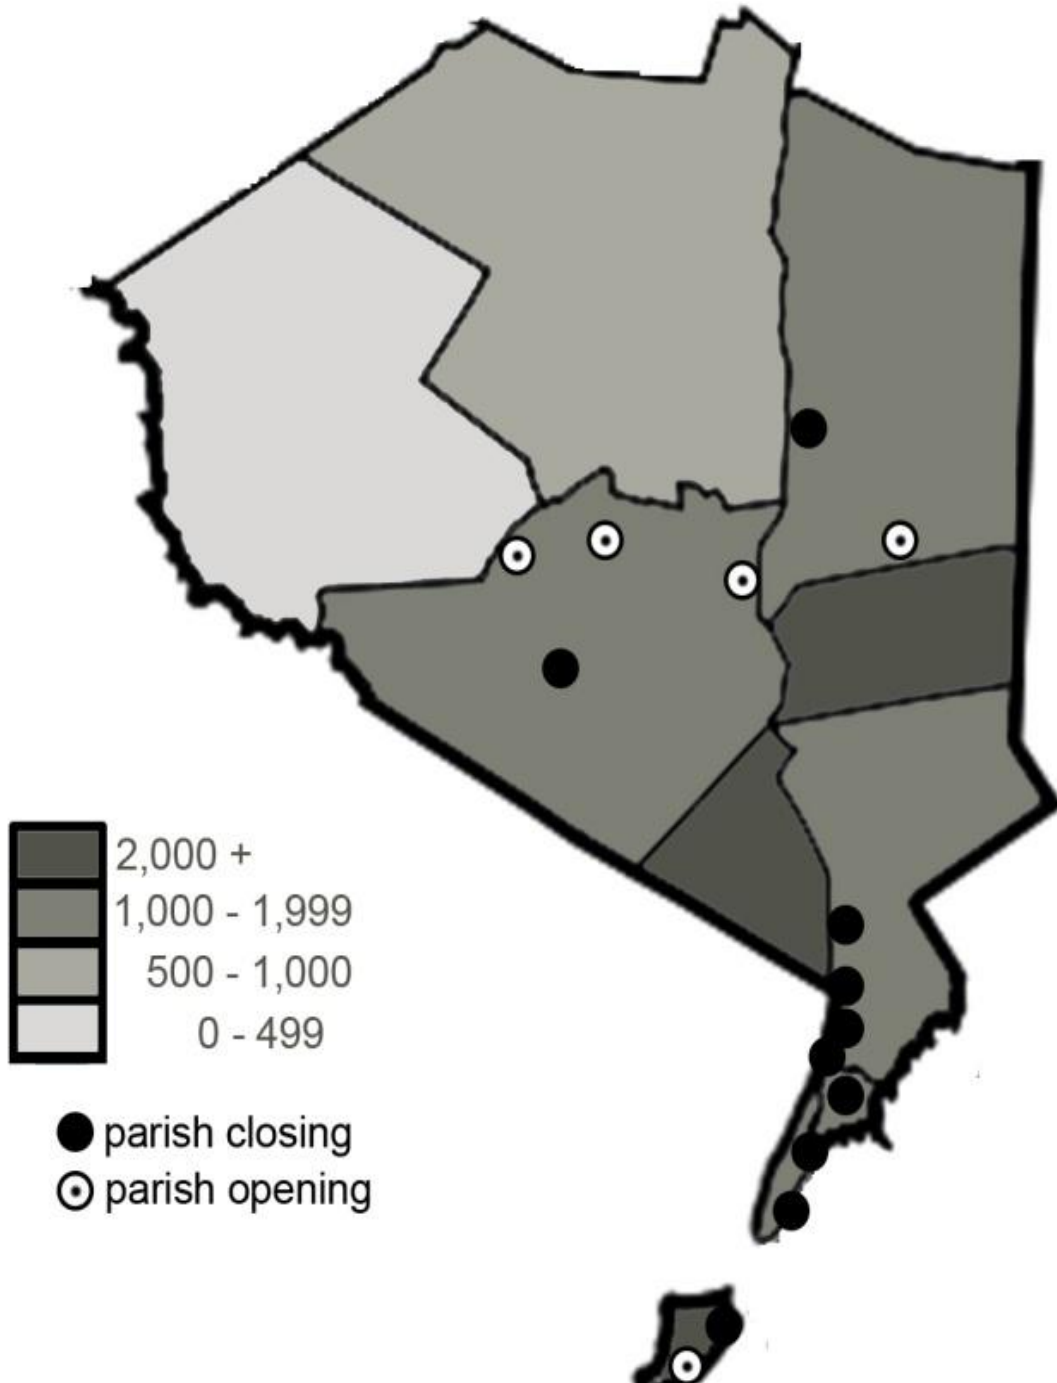 2,000 +
1,000 - 1,999
500 - 1,000
0 - 499
parish closing
parish opening